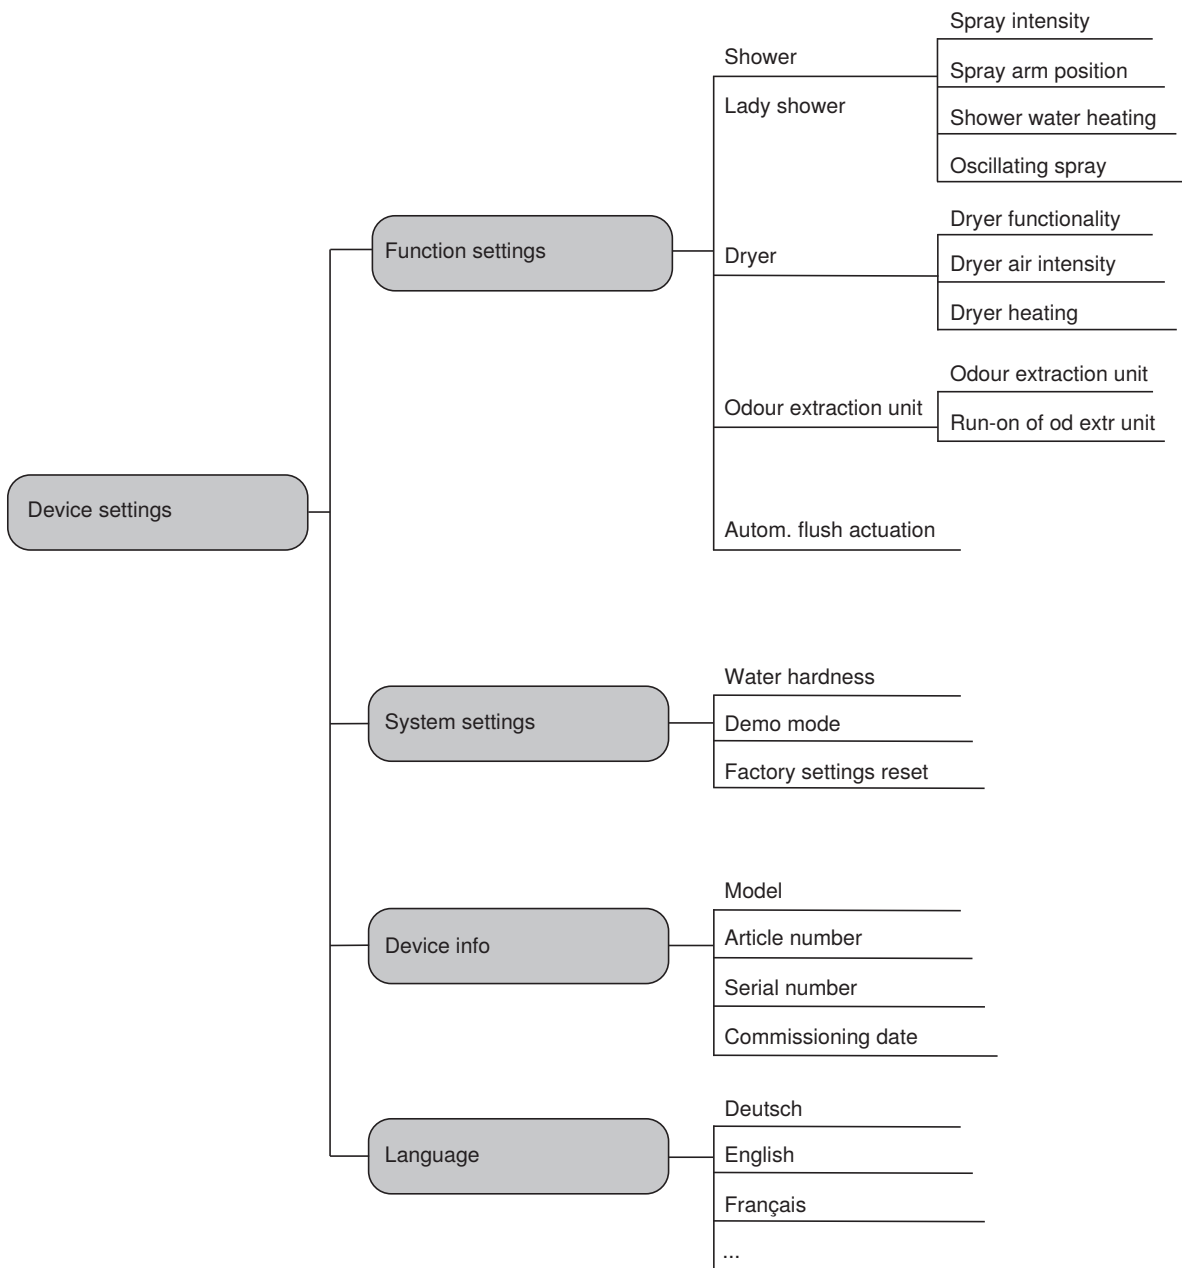 Device settings
Function settings
Shower
Lady shower
Spray intensity
Spray arm position
Shower water heating
Oscillating spray
Dryer
Dryer functionality
Dryer air intensity
Dryer heating
Odour extraction unit
Odour extraction unit
Run-on of od extr unit
Autom. flush actuation
System settings
Water hardness
Demo mode
Factory settings reset
Device info
Model
Article number
Serial number
Commissioning date
Language
Deutsch
English
Français
...